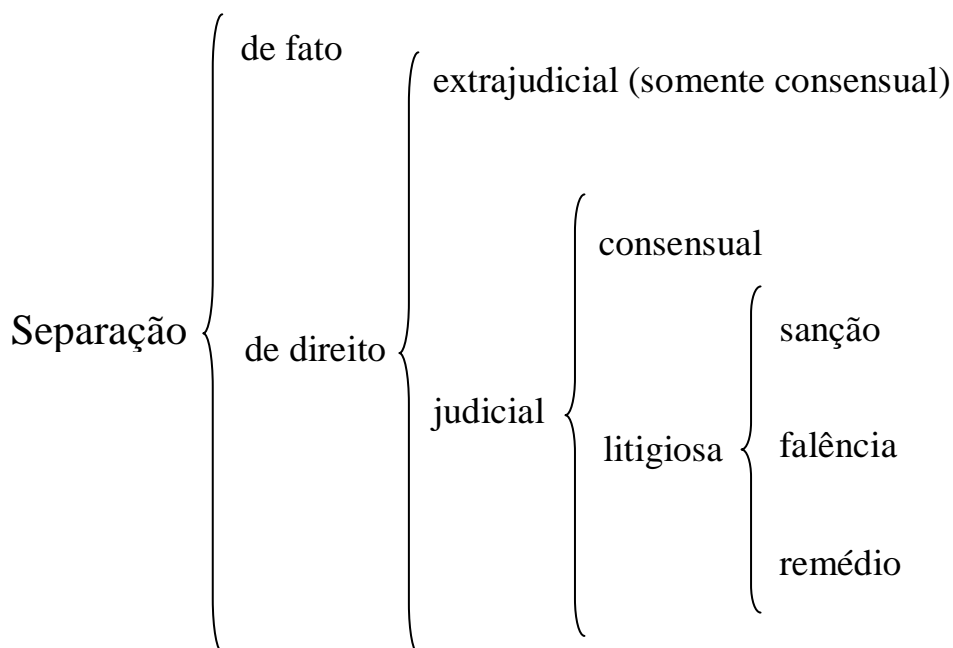 de fato
extrajudicial (somente consensual)
consensual
Separação
sanção
de direito
judicial
litigiosa
falência
remédio